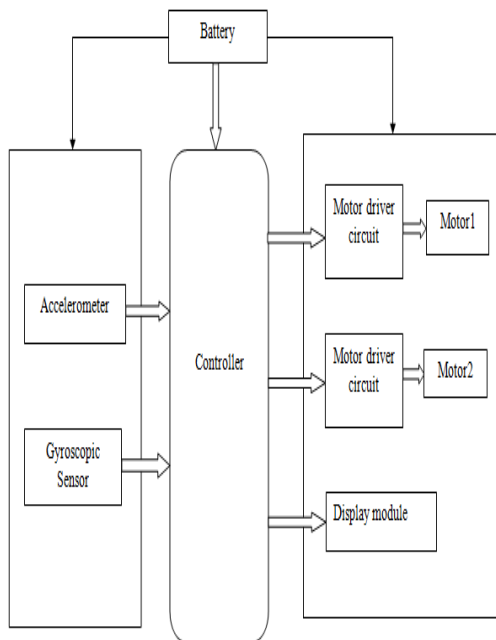 Battery
Motor driver
circuit
Motor1
Accelerometer
Controller
Motor driver
circuit
Motor2
Gyroscopic
Sensor
Display module